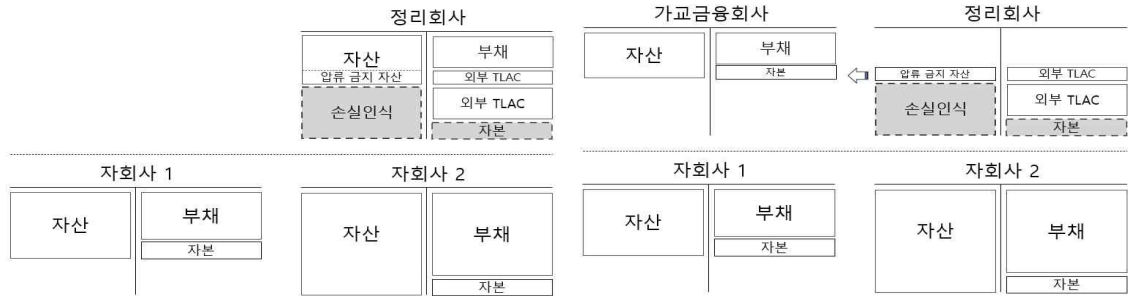 정리회사
자산
압류 금지 자산
손실인식
부채
외부 TLAC
외부 TLAC
자본
자회사 1
자산
부채
자본
자회사 2
자산
부채
자본
가교금융회사
자산
부채
자본
정리회사
압류 금지 자산
손실인식
외부 TLAC
외부 TLAC
자본
자회사 1
자산
부채
자본
자회사 2
자산
부채
자본